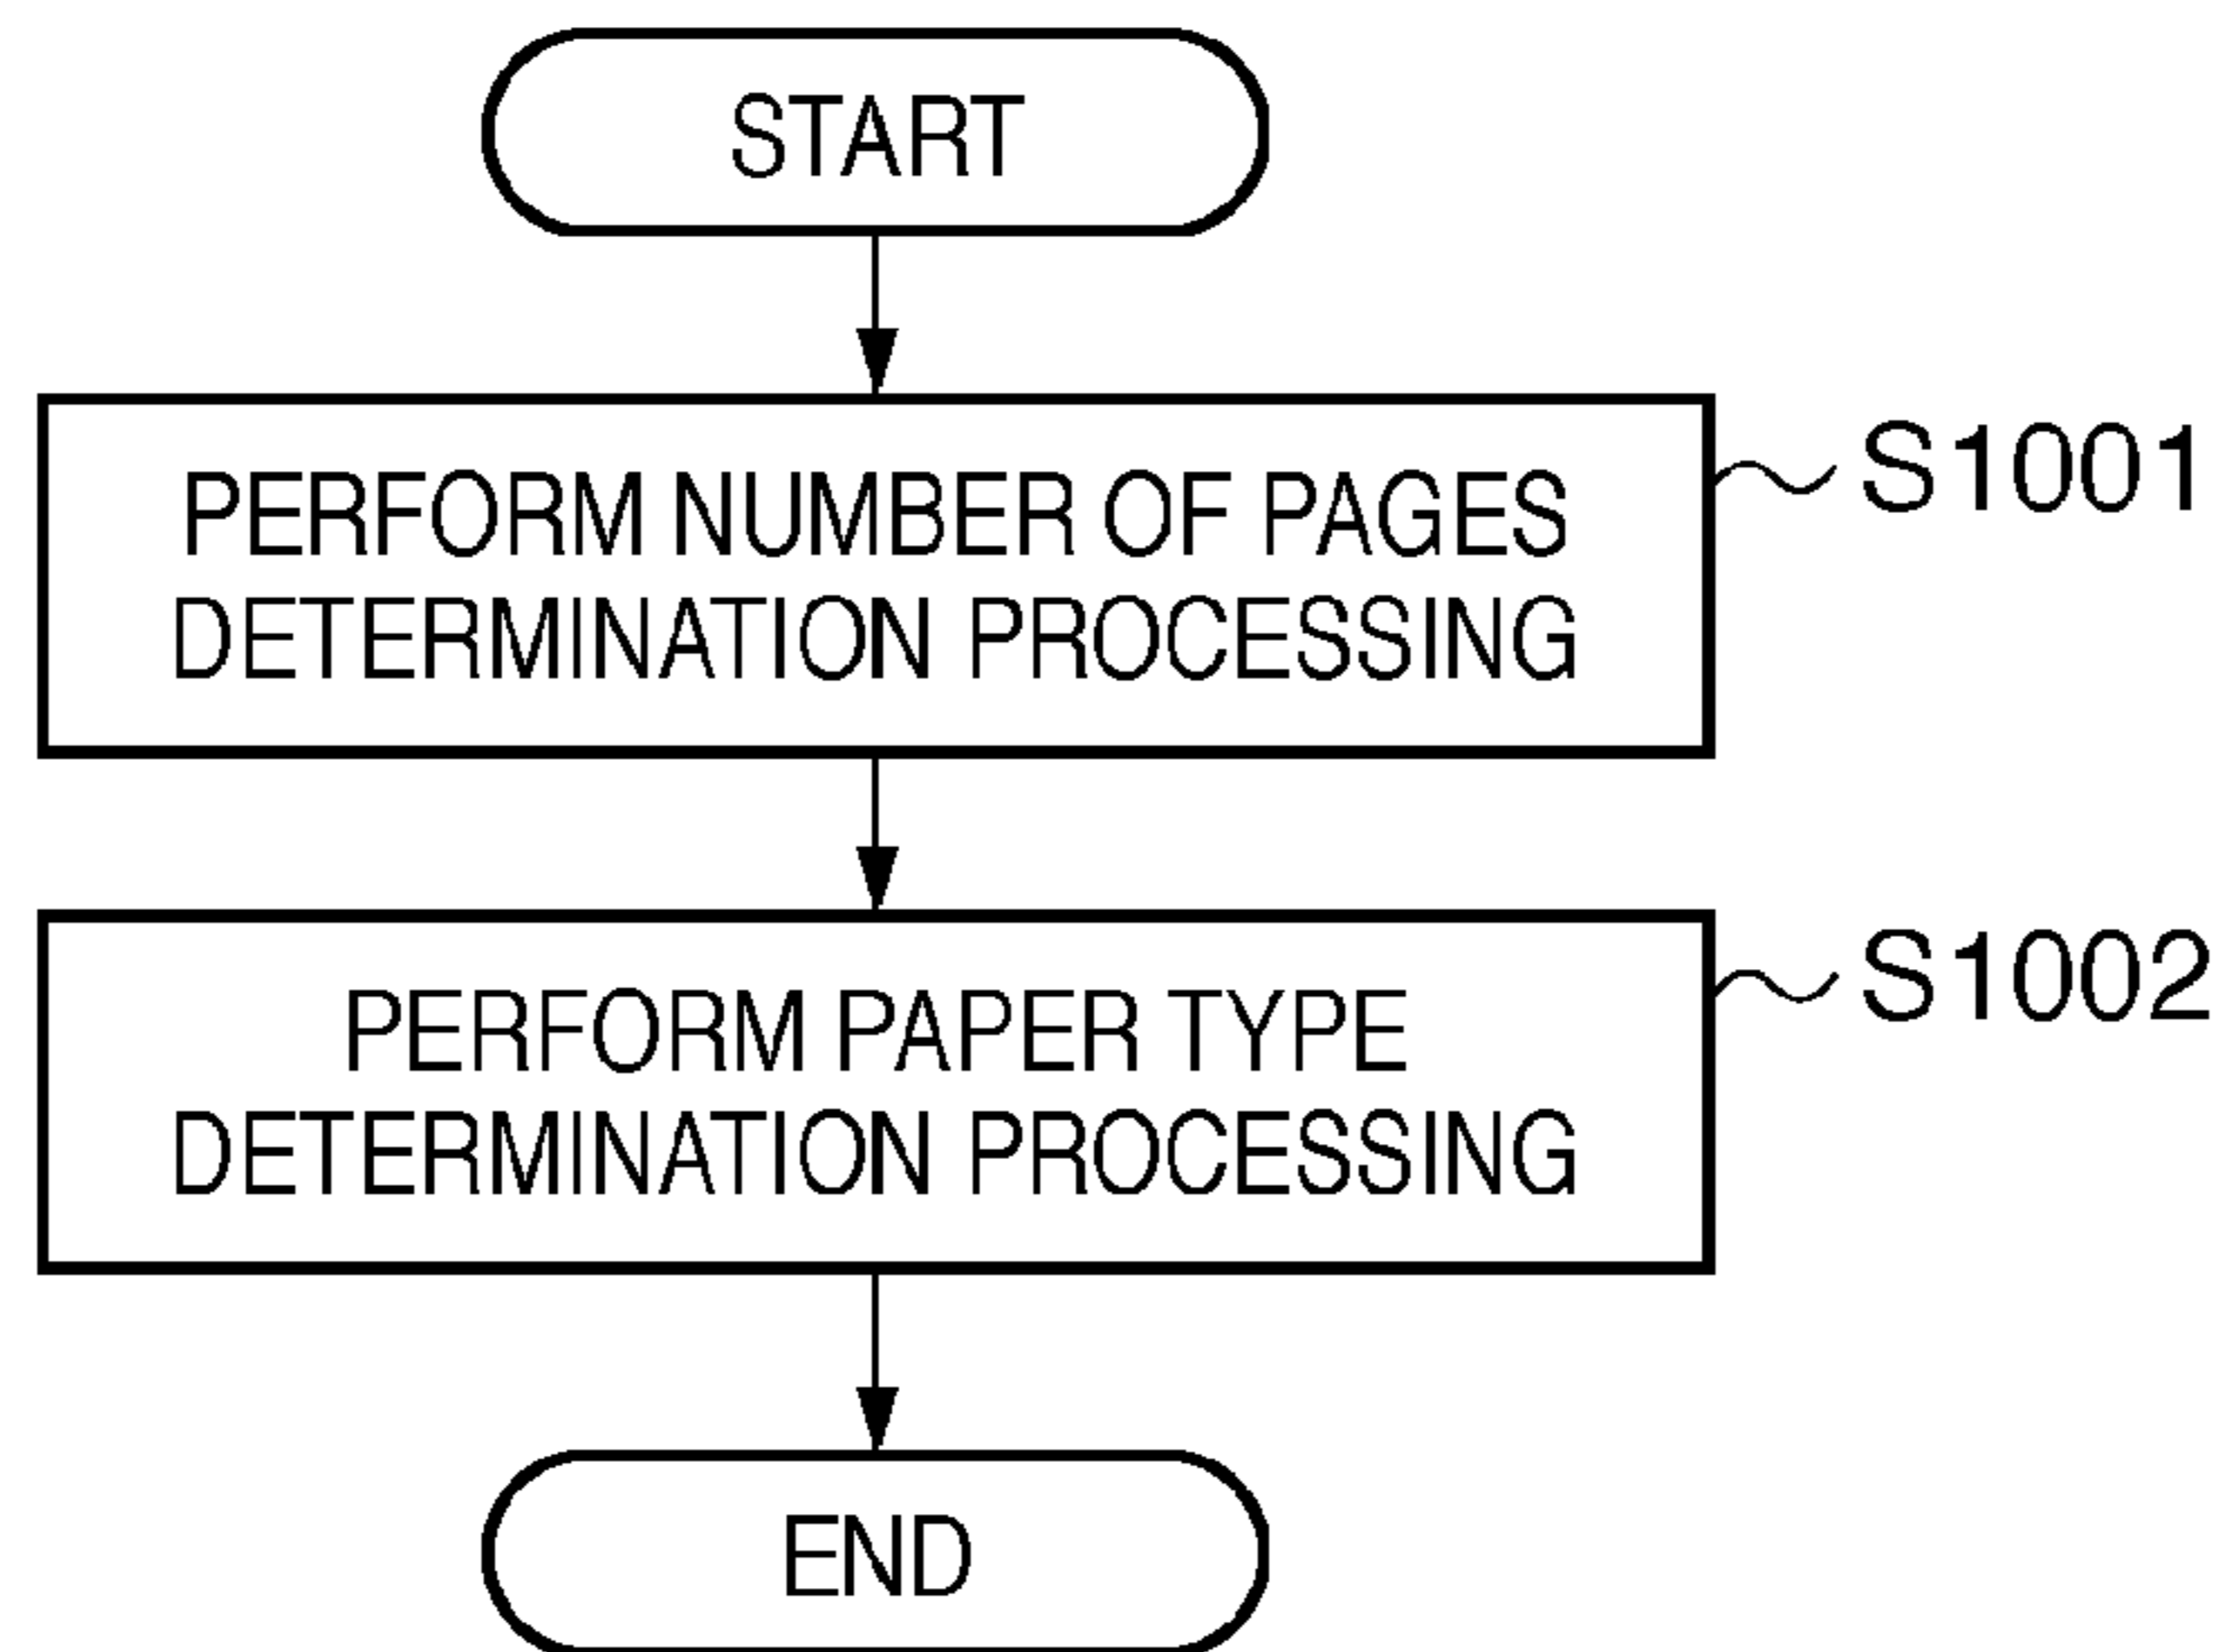 START
PERFORM NUMBER OF PAGES
DETERMINATION PROCESSING
S1001
PERFORM PAPER TYPE
DETERMINATION PROCESSING
S1002
END